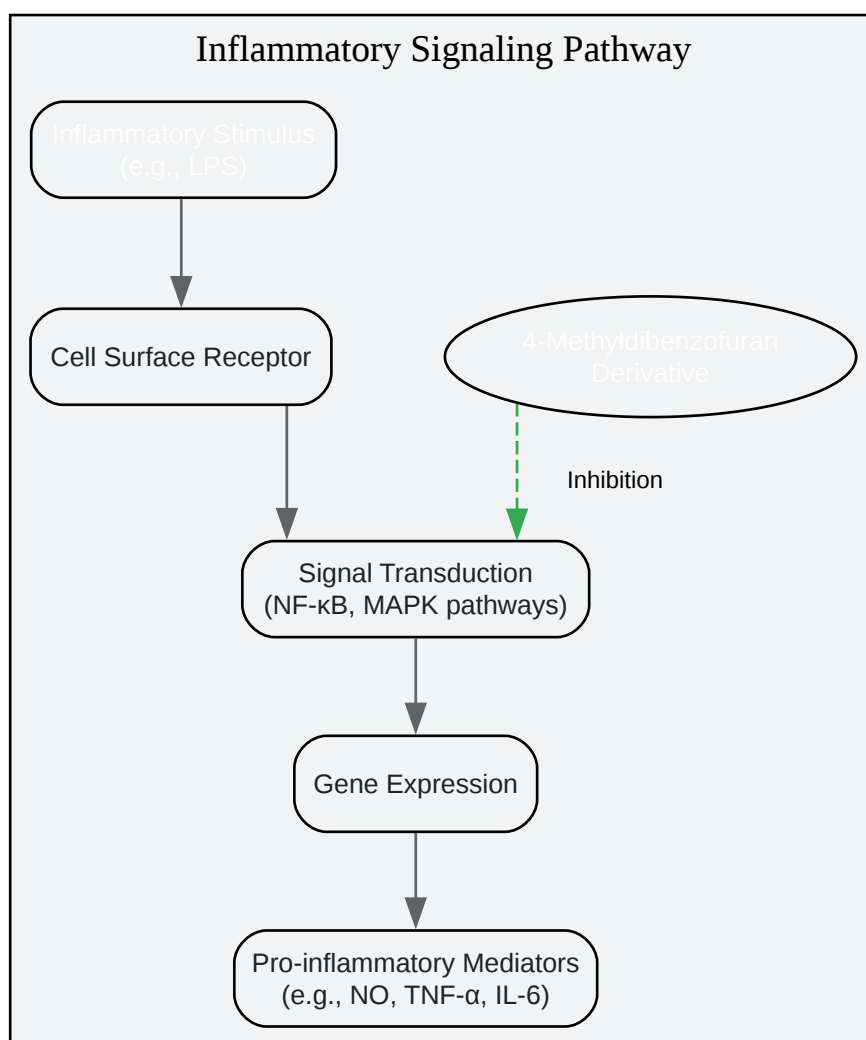 Inflammatory Signaling Pathway
Inflammatory Stimulus
(e.g., LPS)
Cell Surface Receptor
4-Methyldibenzofuran
Derivative
Inhibition
Signal Transduction
(NF-κB, MAPK pathways)
Gene Expression
Pro-inflammatory Mediators
(e.g., NO, TNF-α, IL-6)